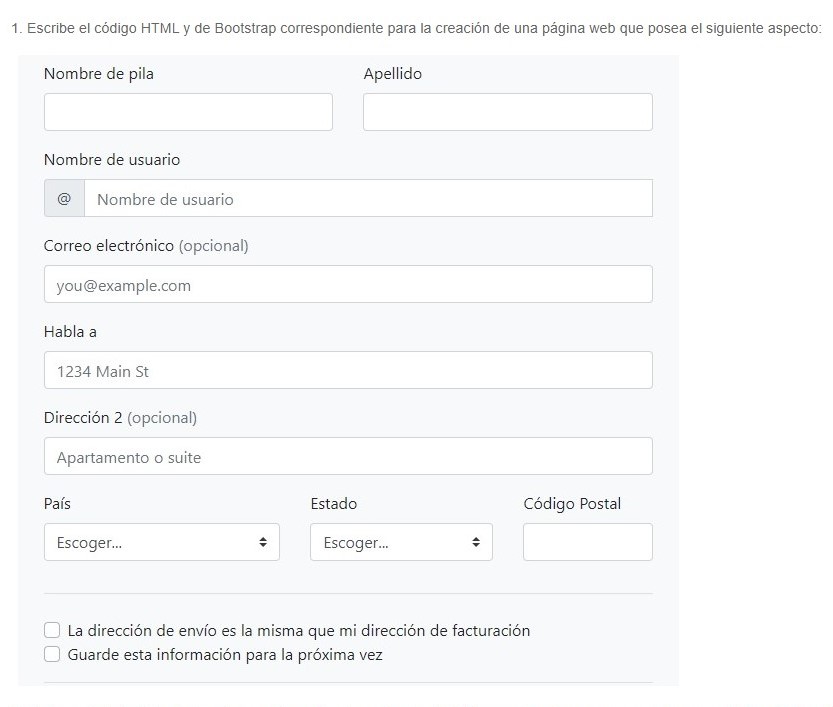 1. Escribe el código HTML y de Bootstrap correspondiente para la creación de una página web que posea el siguiente aspecto:
Nombre de pila Apellido
Nombre de usuario
@ Nombre de usuario
Correo electrónico (opcional)
you@example.com
Habla a
1234 Main St
Dirección 2 (opcional)
Apartamento o suite
País Estado Código Postal
Escoger... Escoger...
La dirección de envío es la misma que mi dirección de facturación
Guarde esta información para la próxima vez